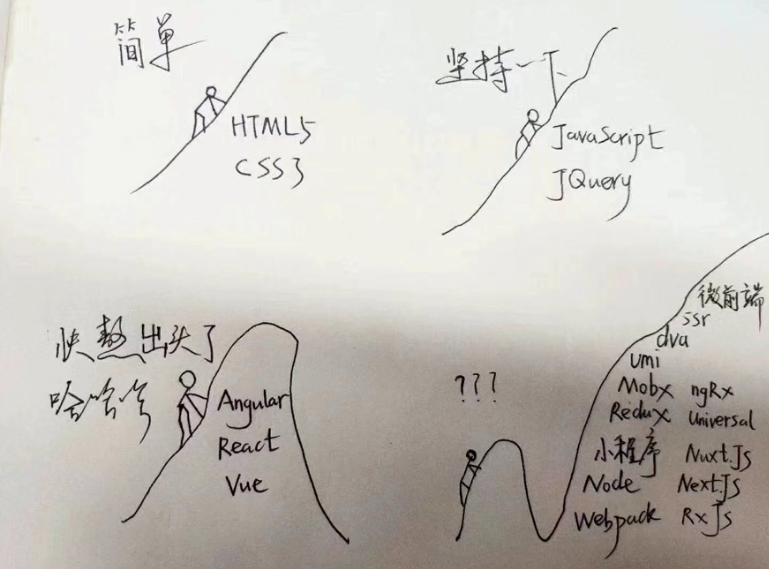 简单
HTML5
CSS3
坚持一下
JavaScript
JQuery
快熬出头了
哈哈哈
Angular
React
Vue
???
微前端
ssr
dva
umi
Mobx ngRx
Redux Universal
小程序 Nuxt.Js
Node Next.Js
Webpack RxJs